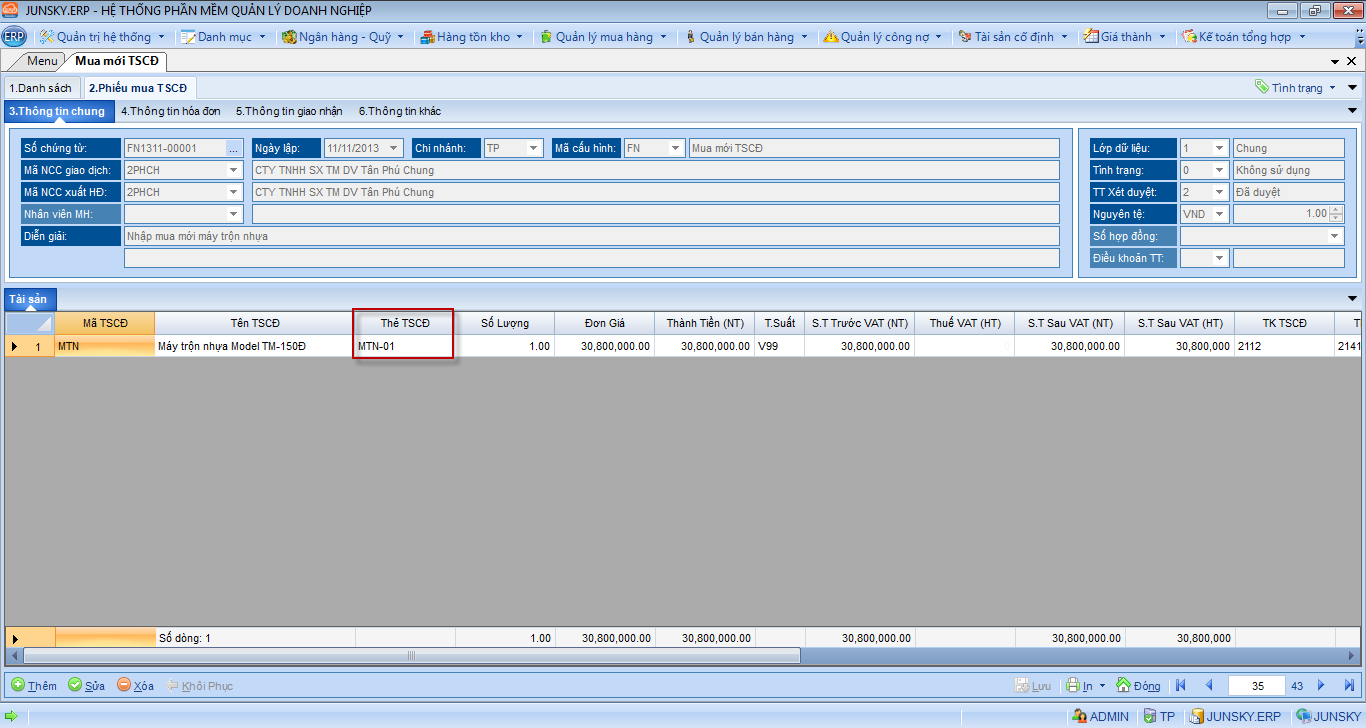 JUNSKY.ERP - HỆ THỐNG PHẦN MỀM QUẢN LÝ DOANH NGHIỆP
ERP Quản trị hệ thống Danh mục Ngân hàng - Quỹ Hàng tồn kho Quản lý mua hàng Quản lý bán hàng Quản lý công nợ Tài sản cố định Giá thành Kế toán tổng hợp
Menu Mua mới TSCĐ
1.Danh sách 2.Phiếu mua TSCĐ Tình trạng
3.Thông tin chung 4.Thông tin hóa đơn 5.Thông tin giao nhận 6.Thông tin khác
Số chứng từ: FN1311-00001 ... Ngày lập: 11/11/2013 Chi nhánh: TP Mã cấu hình: FN Mua mới TSCĐ Lớp dữ liệu: 1 Chung
Mã NCC giao dịch: 2PHCH CTY TNHH SX TM DV Tân Phú Chung Tình trạng: 0 Không sử dụng
Mã NCC xuất HĐ: 2PHCH CTY TNHH SX TM DV Tân Phú Chung TT Xét duyệt: 2 Đã duyệt
Nhân viên MH: Nguyên tệ: VND 1.00
Diễn giải: Nhập mua mới máy trộn nhựa Số hợp đồng:
Điều khoản TT:
Tài sản
Mã TSCĐ Tên TSCĐ Thẻ TSCĐ Số Lượng Đơn Giá Thành Tiền (NT) T.Suất S.T Trước VAT (NT) Thuế VAT (HT) S.T Sau VAT (NT) S.T Sau VAT (HT) TK TSCĐ
1 MTN Máy trộn nhựa Model TM-150Đ MTN-01 1.00 30,800,000.00 30,800,000.00 V99 30,800,000.00 0 30,800,000.00 30,800,000 2112 2141
Số dòng: 1 1.00 30,800,000.00 30,800,000.00 30,800,000.00 30,800,000.00 30,800,000
Thêm Sửa Xóa Khôi Phục Lưu In Đóng 35 43
ADMIN TP JUNSKY.ERP JUNSKY